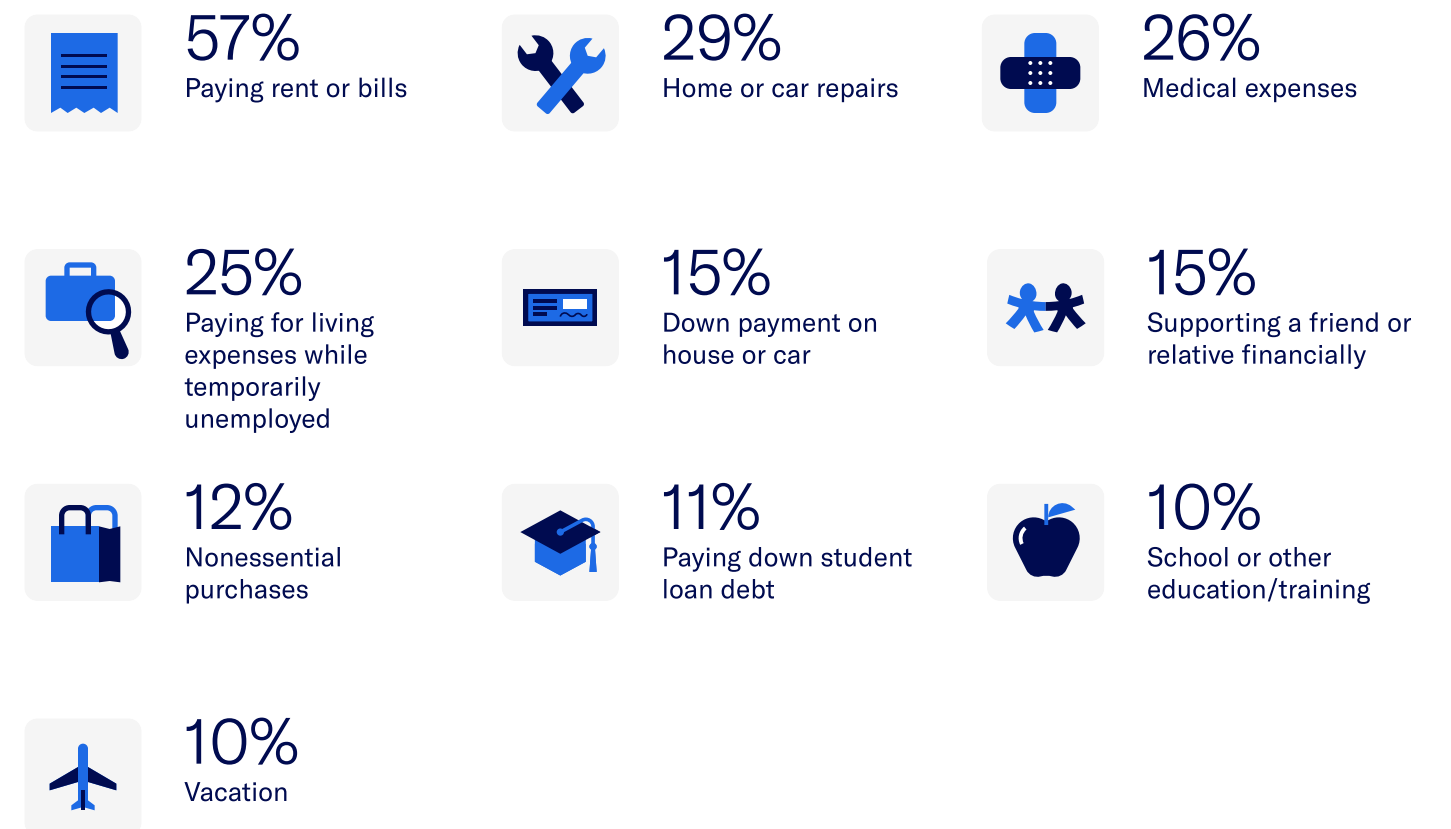 57%
Paying rent or bills
29%
Home or car repairs
26%
Medical expenses
25%
Paying for living
expenses while
temporarily
unemployed
15%
Down payment on
house or car
15%
Supporting a friend or
relative financially
12%
Nonessential
purchases
11%
Paying down student
loan debt
10%
School or other
education/training
10%
Vacation